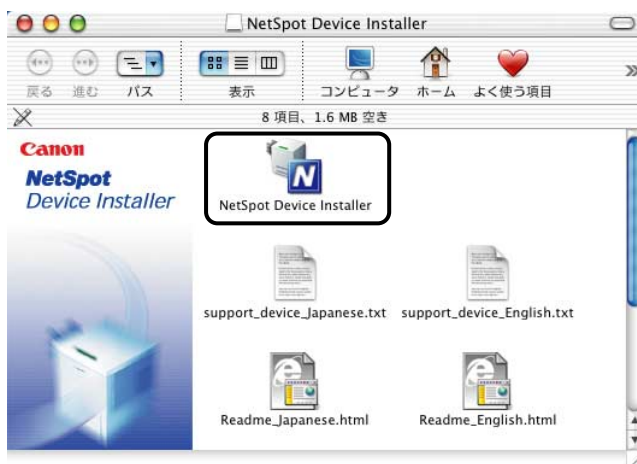 NetSpot Device Installer
戻る 進む パス 表示 コンピュータ ホーム よく使う項目
8 項目、1.6 MB 空き
Canon
NetSpot
Device Installer
NetSpot Device Installer
support_device_Japanese.txt support_device_English.txt
Readme_Japanese.html Readme_English.html